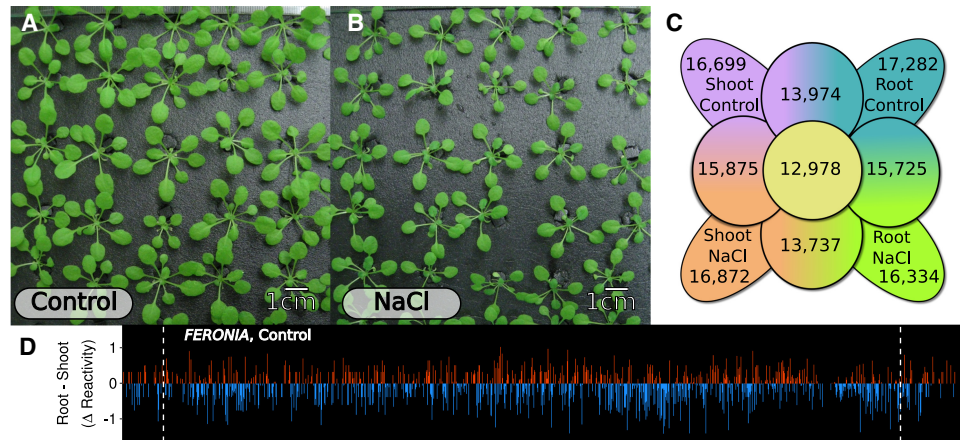 A
B
C
Control
1cm
NaCl
1cm
16,699
Shoot
Control
13,974
17,282
Root
Control
15,875
12,978
15,725
Shoot
NaCl
16,872
13,737
Root
NaCl
16,334
D
FERONIA, Control
Root - Shoot
(Δ Reactivity)
1
0
-1